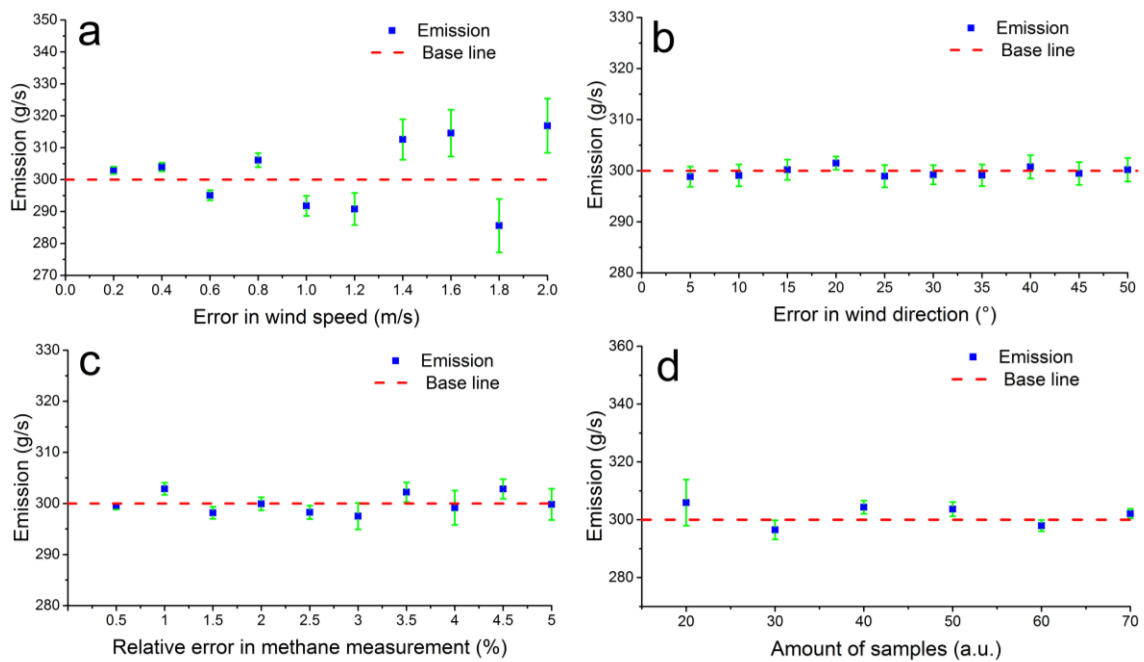 a
Emission
Base line
Emission (g/s)
350
340
330
320
310
300
290
280
270
0.0 0.2 0.4 0.6 0.8 1.0 1.2 1.4 1.6 1.8 2.0
Error in wind speed (m/s)
b
Emission
Base line
Emission (g/s)
330
320
310
300
290
280
0 5 10 15 20 25 30 35 40 45 50
Error in wind direction (°)
c
Emission
Base line
Emission (g/s)
330
320
310
300
290
280
0.5 1 1.5 2 2.5 3 3.5 4 4.5 5
Relative error in methane measurement (%)
d
Emission
Base line
Emission (g/s)
360
340
320
300
280
20 30 40 50 60 70
Amount of samples (a.u.)